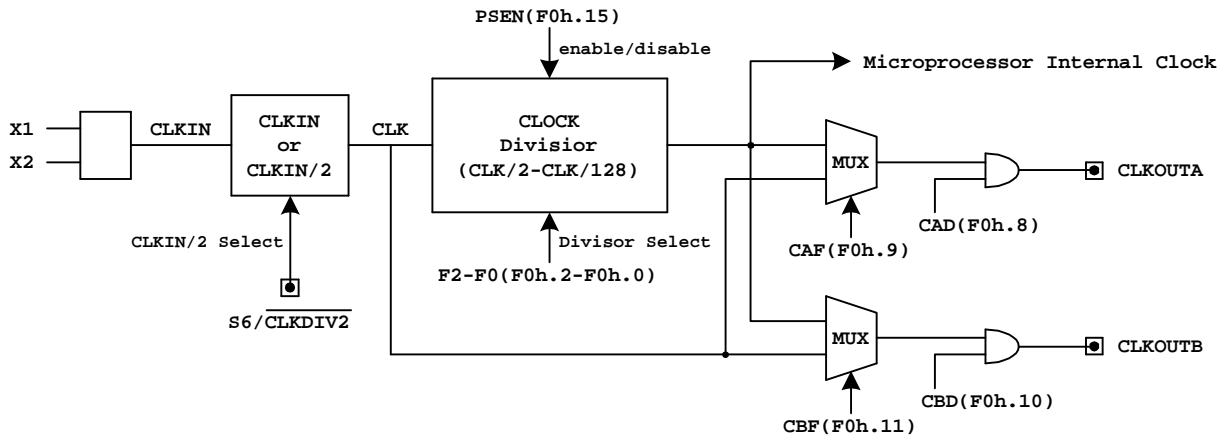 PSEN(F0h.15)
enable/disable
Microprocessor Internal Clock
X1
X2
CLKIN
CLKIN
or
CLKIN/2
CLK
CLOCK
Divisior
(CLK/2-CLK/128)
MUX
CLKOUTA
CAD(F0h.8)
CAF(F0h.9)
CLKIN/2 Select
Divisor Select
F2-F0(F0h.2-F0h.0)
S6/CLKDIV2
MUX
CLKOUTB
CBD(F0h.10)
CBF(F0h.11)